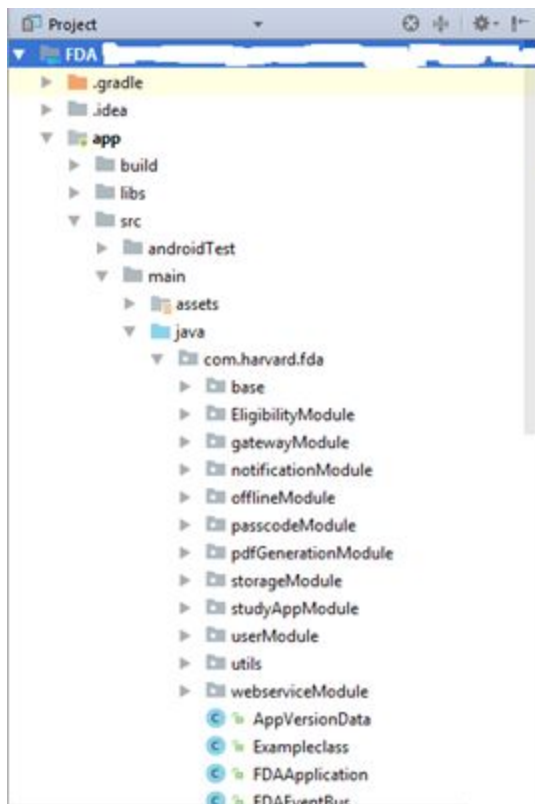 Project
FDA
.gradle
.idea
app
build
libs
src
androidTest
main
assets
java
com.harvard.fda
base
EligibilityModule
gatewayModule
notificationModule
offlineModule
passcodeModule
pdfGenerationModule
storageModule
studyAppModule
userModule
utils
webserviceModule
AppVersionData
Exampleclass
FDAApplication
FDAEventBus